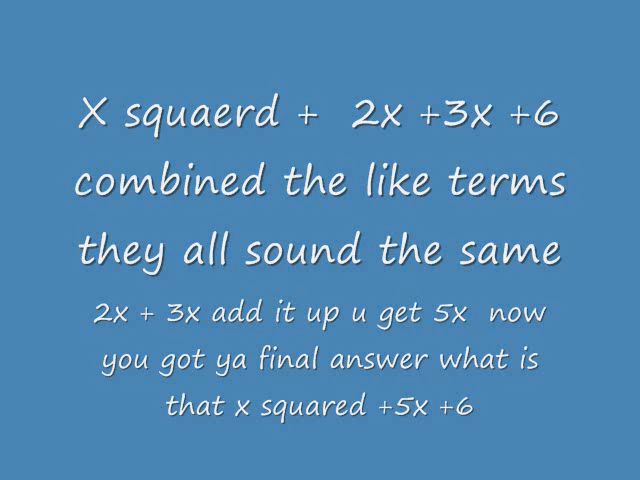 X squaerd + 2x +3x +6
combined the like terms
they all sound the same
2x + 3x add it up u get 5x now
you got ya final answer what is
that x squared +5x +6